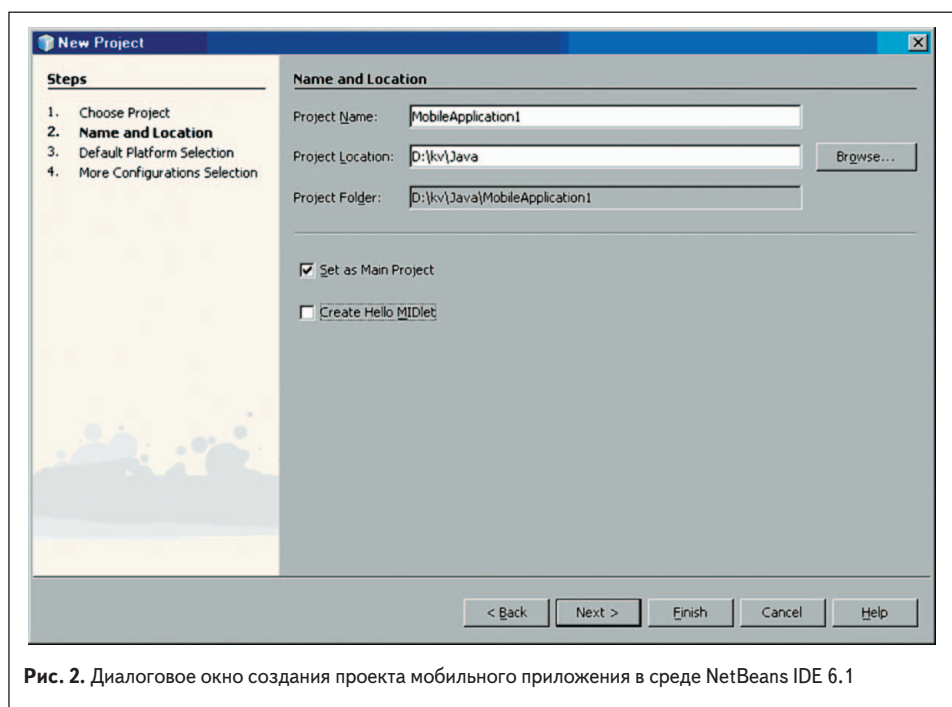 New Project
Steps
1. Choose Project
2. Name and Location
3. Default Platform Selection
4. More Configurations Selection
Name and Location
Project Name: MobileApplication1
Project Location: D:\kv\Java Browse...
Project Folder: D:\kv\Java\MobileApplication1
Set as Main Project
Create Hello MIDlet
< Back Next > Finish Cancel Help
Рис. 2. Диалоговое окно создания проекта мобильного приложения в среде NetBeans IDE 6.1